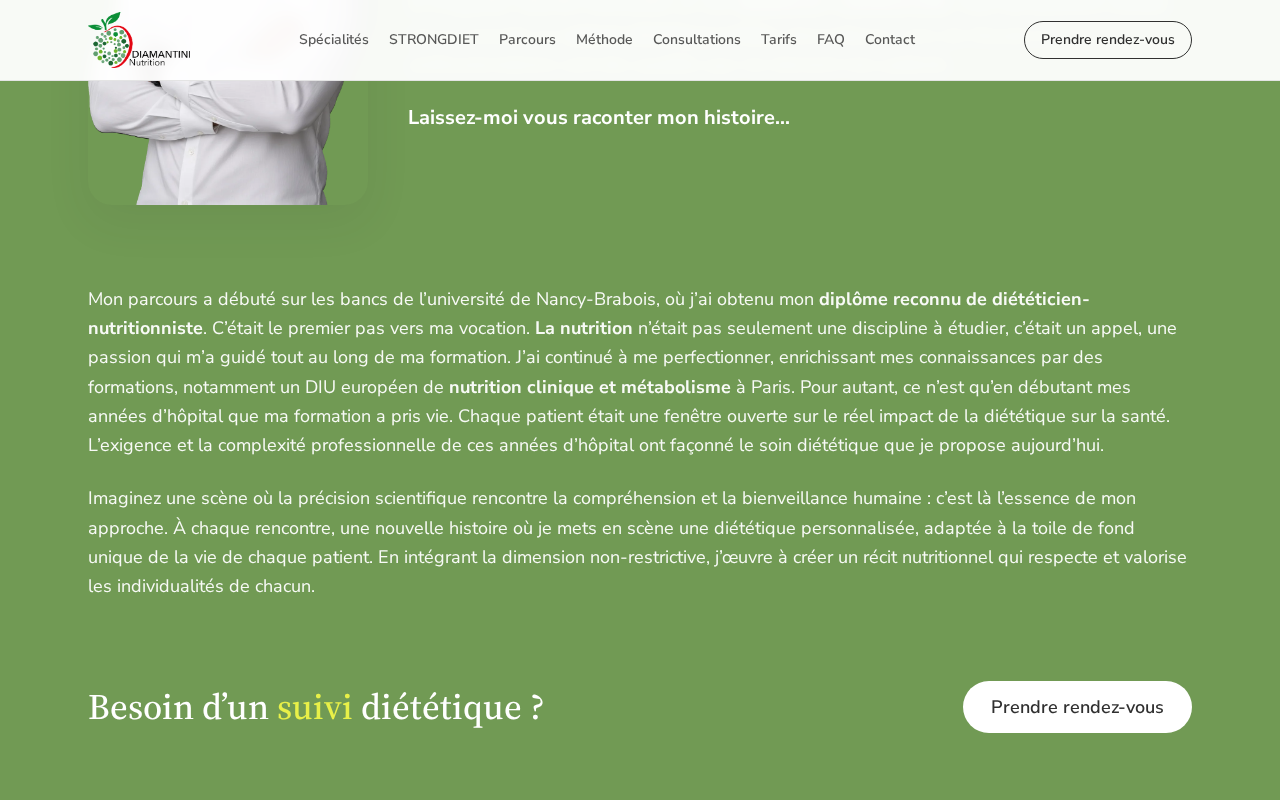 DIAMANTINI
Nutrition
Spécialités STRONGDIET Parcours Méthode Consultations Tarifs FAQ Contact
Prendre rendez-vous
Laissez-moi vous raconter mon histoire...
Mon parcours a débuté sur les bancs de l’université de Nancy-Brabois, où j’ai obtenu mon diplôme reconnu de diététicien-
nutritionniste. C’était le premier pas vers ma vocation. La nutrition n’était pas seulement une discipline à étudier, c’était un appel, une
passion qui m’a guidé tout au long de ma formation. J’ai continué à me perfectionner, enrichissant mes connaissances par des
formations, notamment un DIU européen de nutrition clinique et métabolisme à Paris. Pour autant, ce n’est qu’en débutant mes
années d’hôpital que ma formation a pris vie. Chaque patient était une fenêtre ouverte sur le réel impact de la diététique sur la santé.
L’exigence et la complexité professionnelle de ces années d’hôpital ont façonné le soin diététique que je propose aujourd’hui.
Imaginez une scène où la précision scientifique rencontre la compréhension et la bienveillance humaine : c’est là l’essence de mon
approche. À chaque rencontre, une nouvelle histoire où je mets en scène une diététique personnalisée, adaptée à la toile de fond
unique de la vie de chaque patient. En intégrant la dimension non-restrictive, j’œuvre à créer un récit nutritionnel qui respecte et valorise
les individualités de chacun.
Besoin d’un suivi diététique ?
Prendre rendez-vous